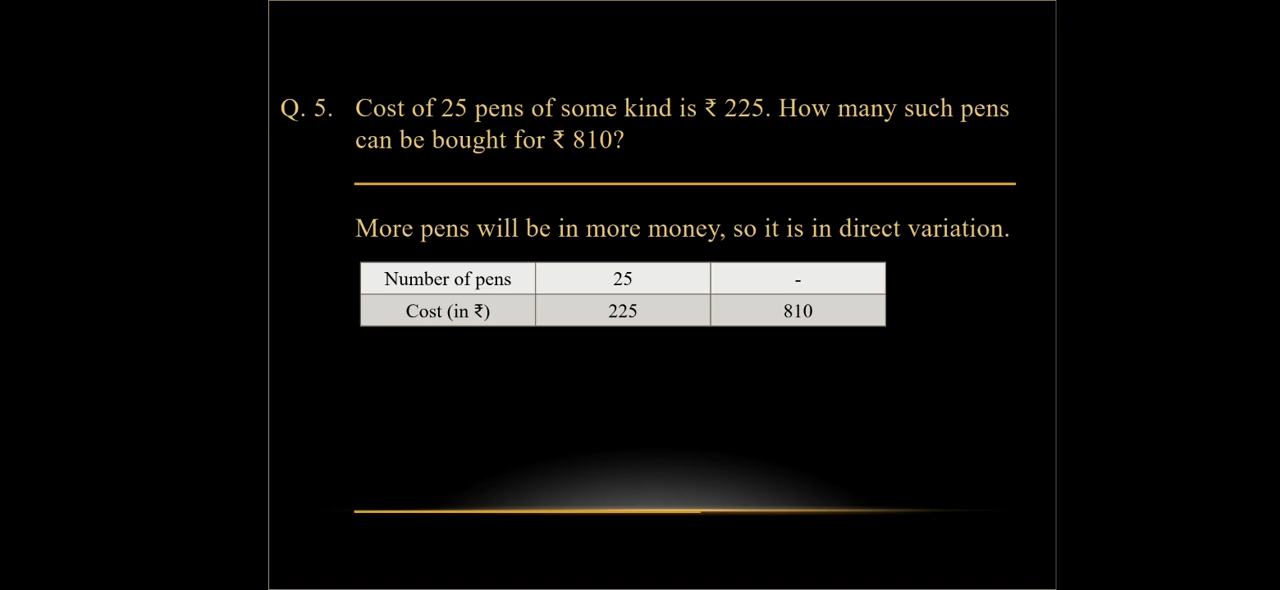 Q. 5. Cost of 25 pens of some kind is ₹ 225. How many such pens
can be bought for ₹ 810?
More pens will be in more money, so it is in direct variation.
Number of pens 25 -
Cost (in ₹) 225 810